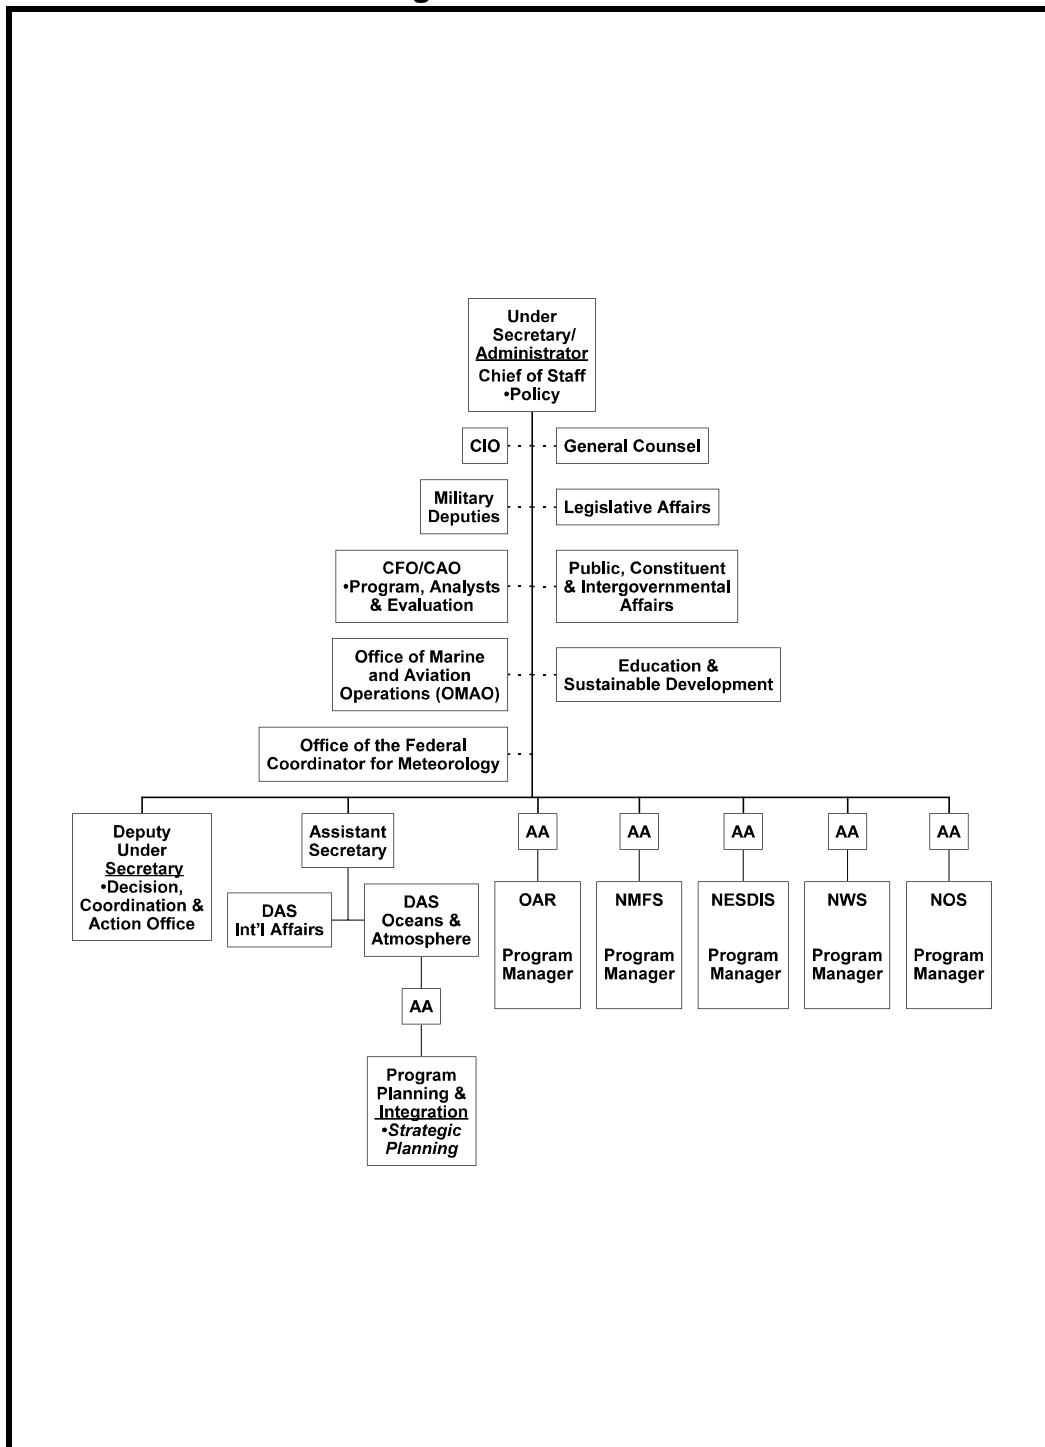 Under
Secretary/
Administrator
Chief of Staff
•Policy
CIO
General Counsel
Military
Deputies
Legislative Affairs
CFO/CAO
•Program, Analysts
& Evaluation
Public, Constituent
& Intergovernmental
Affairs
Office of Marine
and Aviation
Operations (OMAO)
Education &
Sustainable Development
Office of the Federal
Coordinator for Meteorology
Deputy
Under
Secretary
•Decision,
Coordination &
Action Office
Assistant
Secretary
DAS
Int'l Affairs
DAS
Oceans &
Atmosphere
AA
Program
Planning &
Integration
•Strategic
Planning
AA
OAR
Program
Manager
AA
NMFS
Program
Manager
AA
NESDIS
Program
Manager
AA
NWS
Program
Manager
AA
NOS
Program
Manager